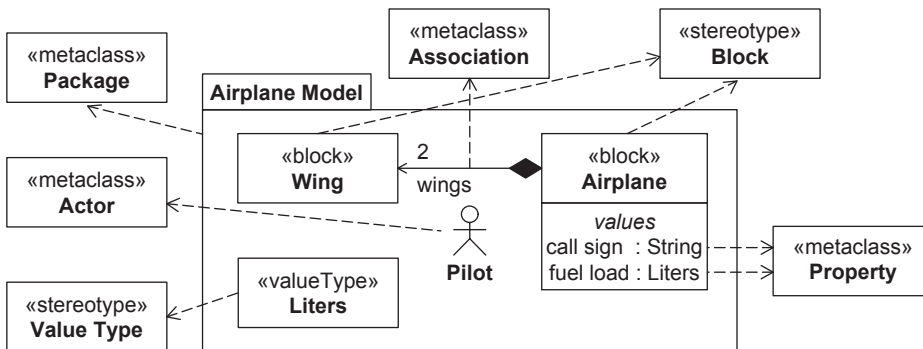 «metaclass»
Package
«metaclass»
Association
«stereotype»
Block
Airplane Model
«block»
Wing
2
wings
«block»
Airplane
values
call sign : String
fuel load : Liters
«metaclass»
Actor
Pilot
«metaclass»
Property
«stereotype»
Value Type
«valueType»
Liters